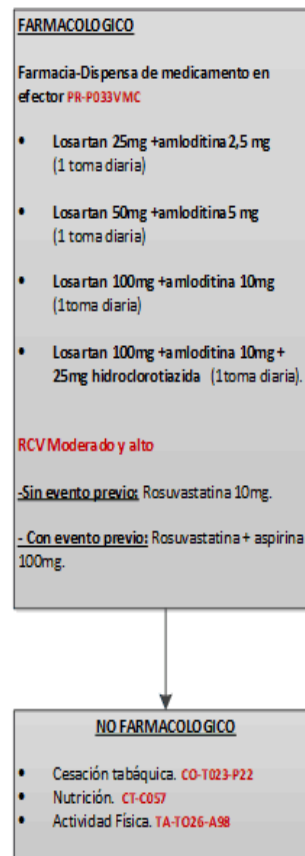 FARMACOLOGICO
Farmacia-Dispensa de medicamento en
efector PR-P033VMC
• Losartan 25mg +amloditina 2,5 mg
(1 toma diaria)
• Losartan 50mg +amloditina 5 mg
(1 toma diaria)
• Losartan 100mg +amloditina 10mg
(1toma diaria)
• Losartan 100mg +amloditina 10mg +
25mg hidroclorotiazida (1toma diaria).
RCV Moderado y alto
-Sin evento previo: Rosuvastatina 10mg.
- Con evento previo: Rosuvastatina + aspirina
100mg.
NO FARMACOLOGICO
• Cesación tabáquica. CO-T023-P22
• Nutrición. CT-C057
• Actividad Física. TA-TO26-A98